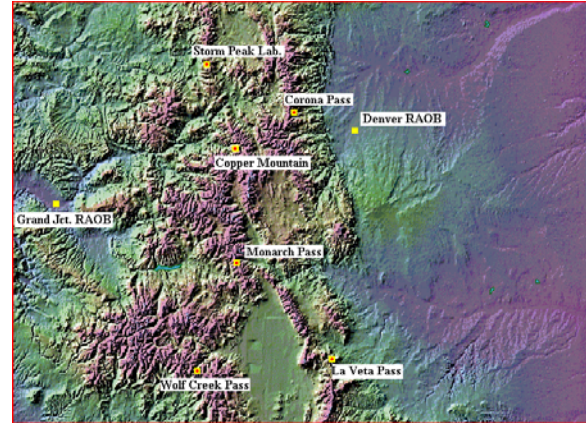 Storm Peak Lab.
Corona Pass
Denver RAOB
Copper Mountain
Grand Jct. RAOB
Monarch Pass
La Veta Pass
Wolf Creek Pass